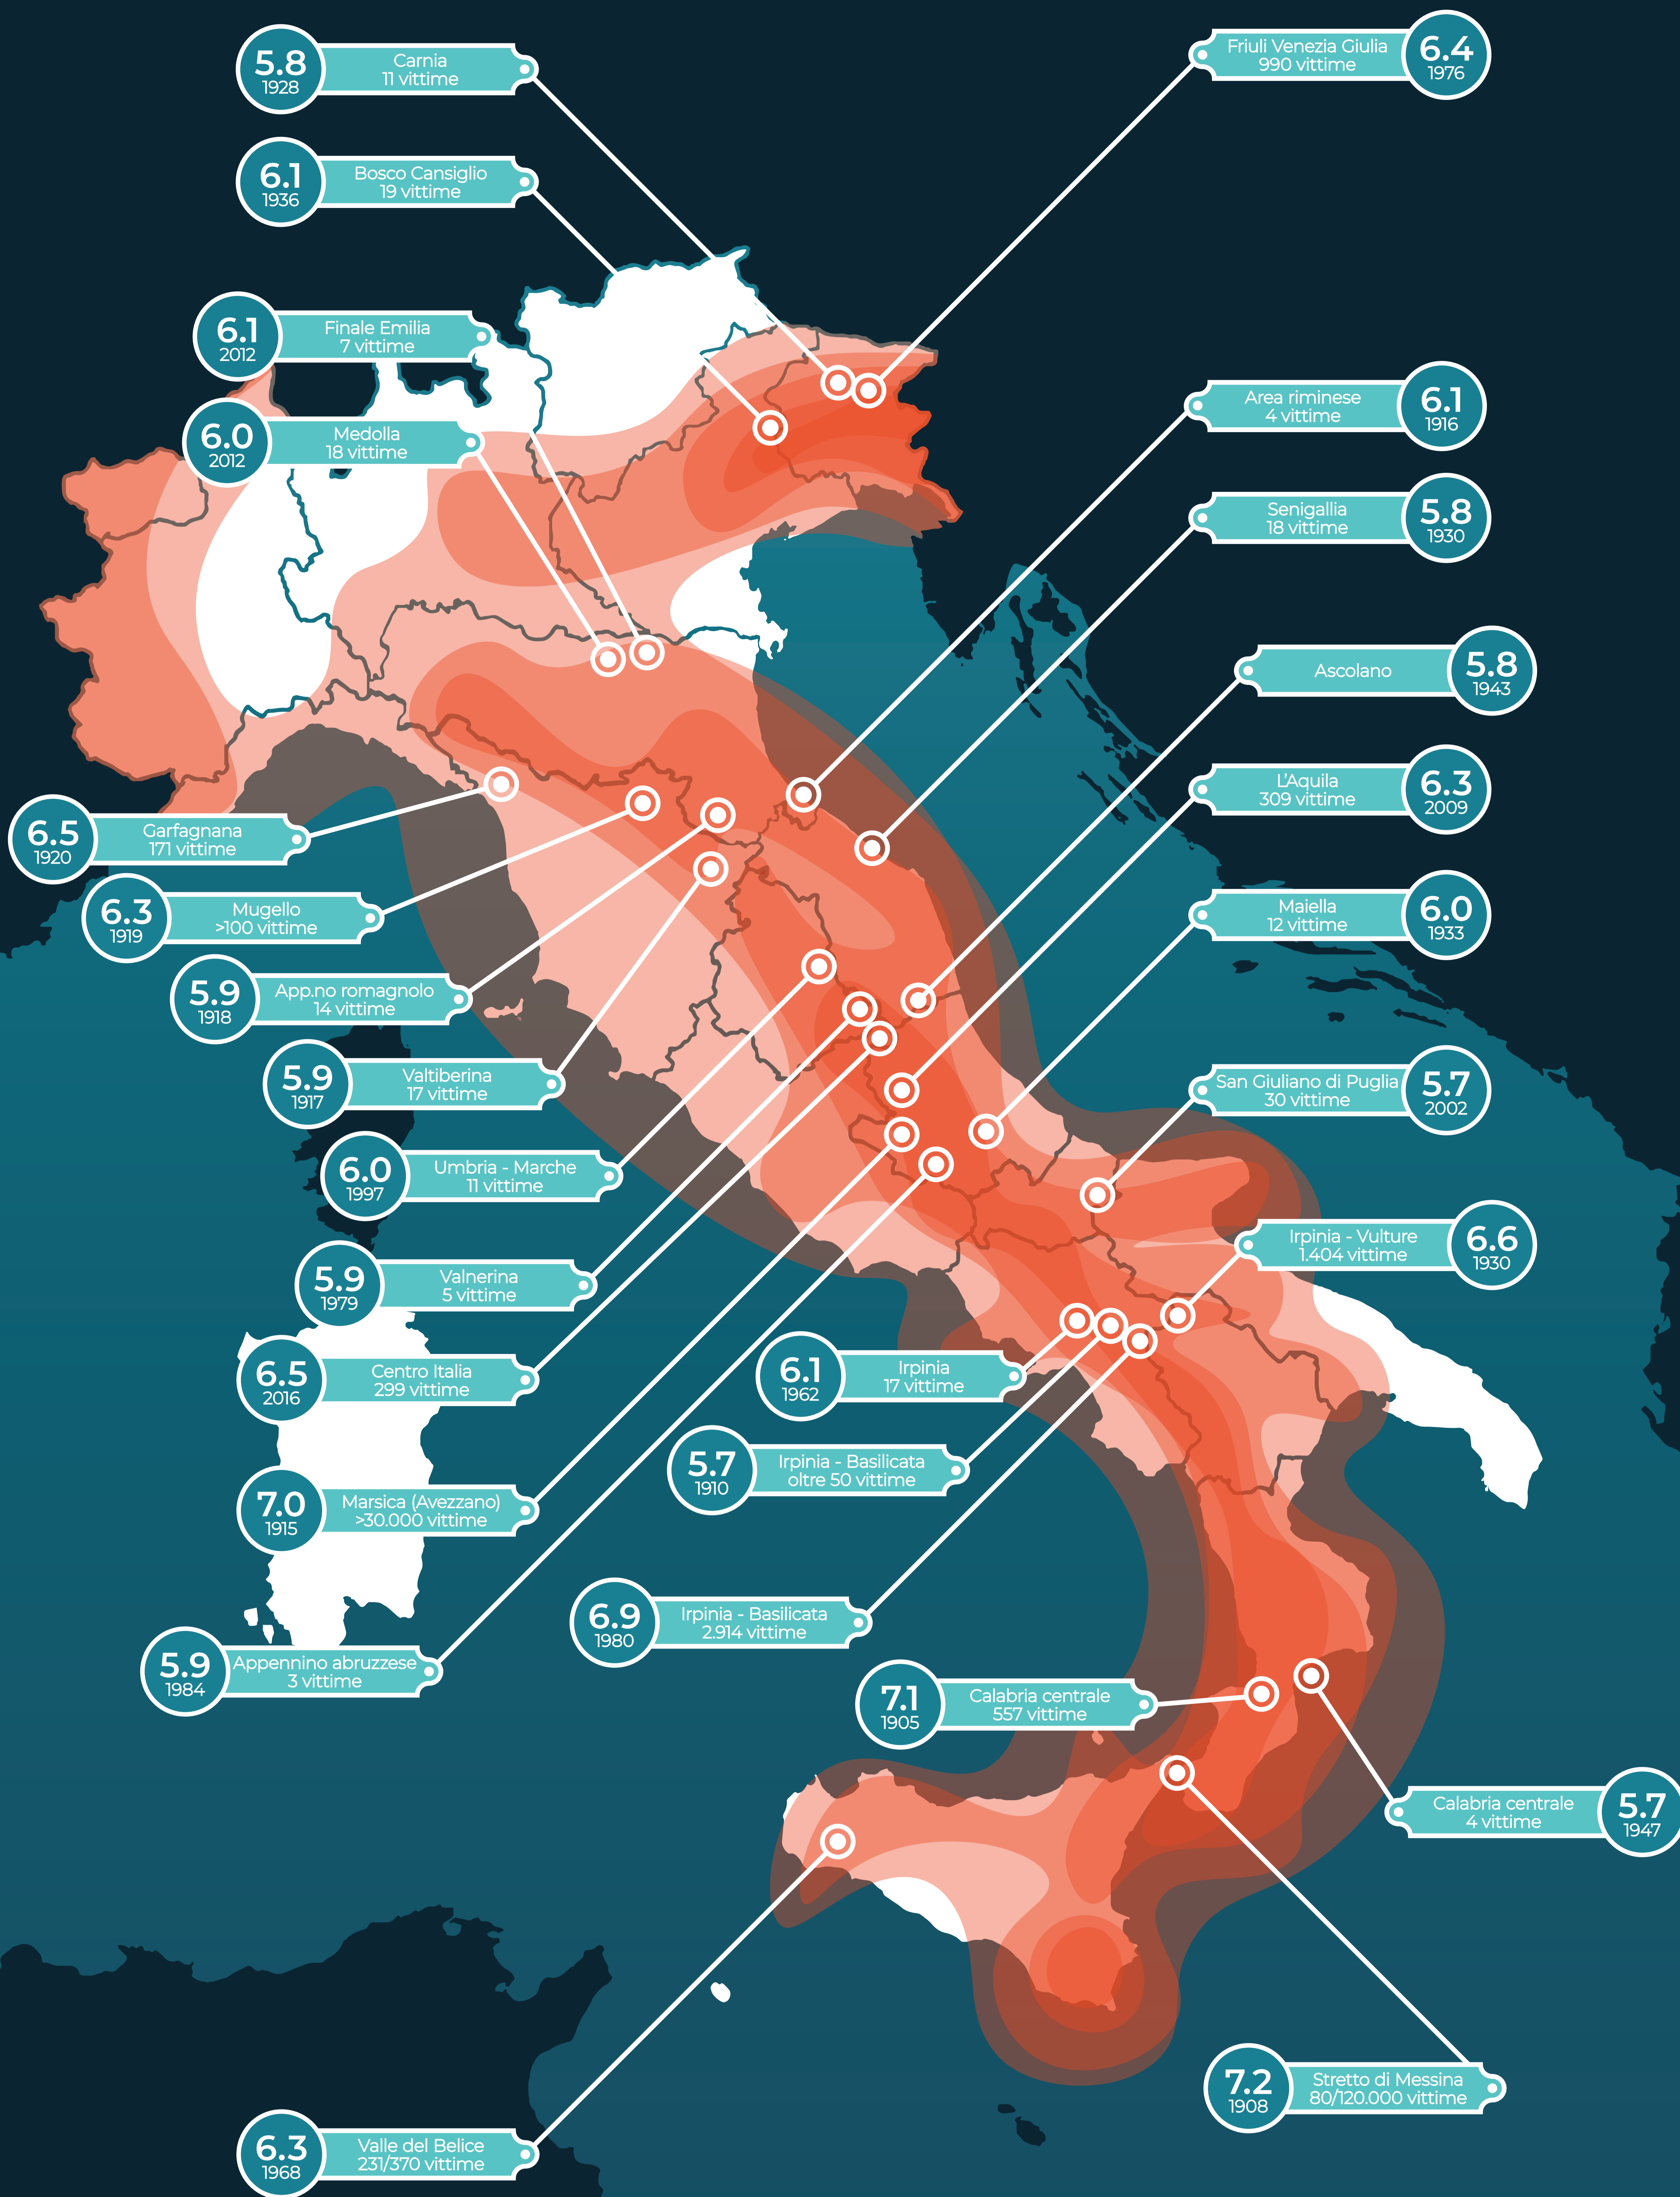 5.8
1928
Carnia
11 vittime
Friuli Venezia Giulia
990 vittime
6.4
1976
6.1
1936
Bosco Cansiglio
19 vittime
6.1
2012
Finale Emilia
7 vittime
6.0
2012
Medolla
18 vittime
Area riminese
4 vittime
6.1
1916
Senigallia
18 vittime
5.8
1930
Ascolano
5.8
1943
L'Aquila
309 vittime
6.3
2009
6.5
1920
Garfagnana
171 vittime
6.3
1919
Mugello
>100 vittime
Maiella
12 vittime
6.0
1933
5.9
1918
App.no romagnolo
14 vittime
5.9
1917
Valtiberina
17 vittime
San Giuliano di Puglia
30 vittime
5.7
2002
6.0
1997
Umbria - Marche
11 vittime
Irpinia - Vulture
1.404 vittime
6.6
1930
5.9
1979
Valnerina
5 vittime
6.5
2016
Centro Italia
299 vittime
6.1
1962
Irpinia
17 vittime
5.7
1910
Irpinia - Basilicata
oltre 50 vittime
7.0
1915
Marsica (Avezzano)
>30.000 vittime
6.9
1980
Irpinia - Basilicata
2.914 vittime
5.9
1984
Appennino abruzzese
3 vittime
7.1
1905
Calabria centrale
557 vittime
Calabria centrale
4 vittime
5.7
1947
7.2
1908
Stretto di Messina
80/120.000 vittime
6.3
1968
Valle del Belice
231/370 vittime